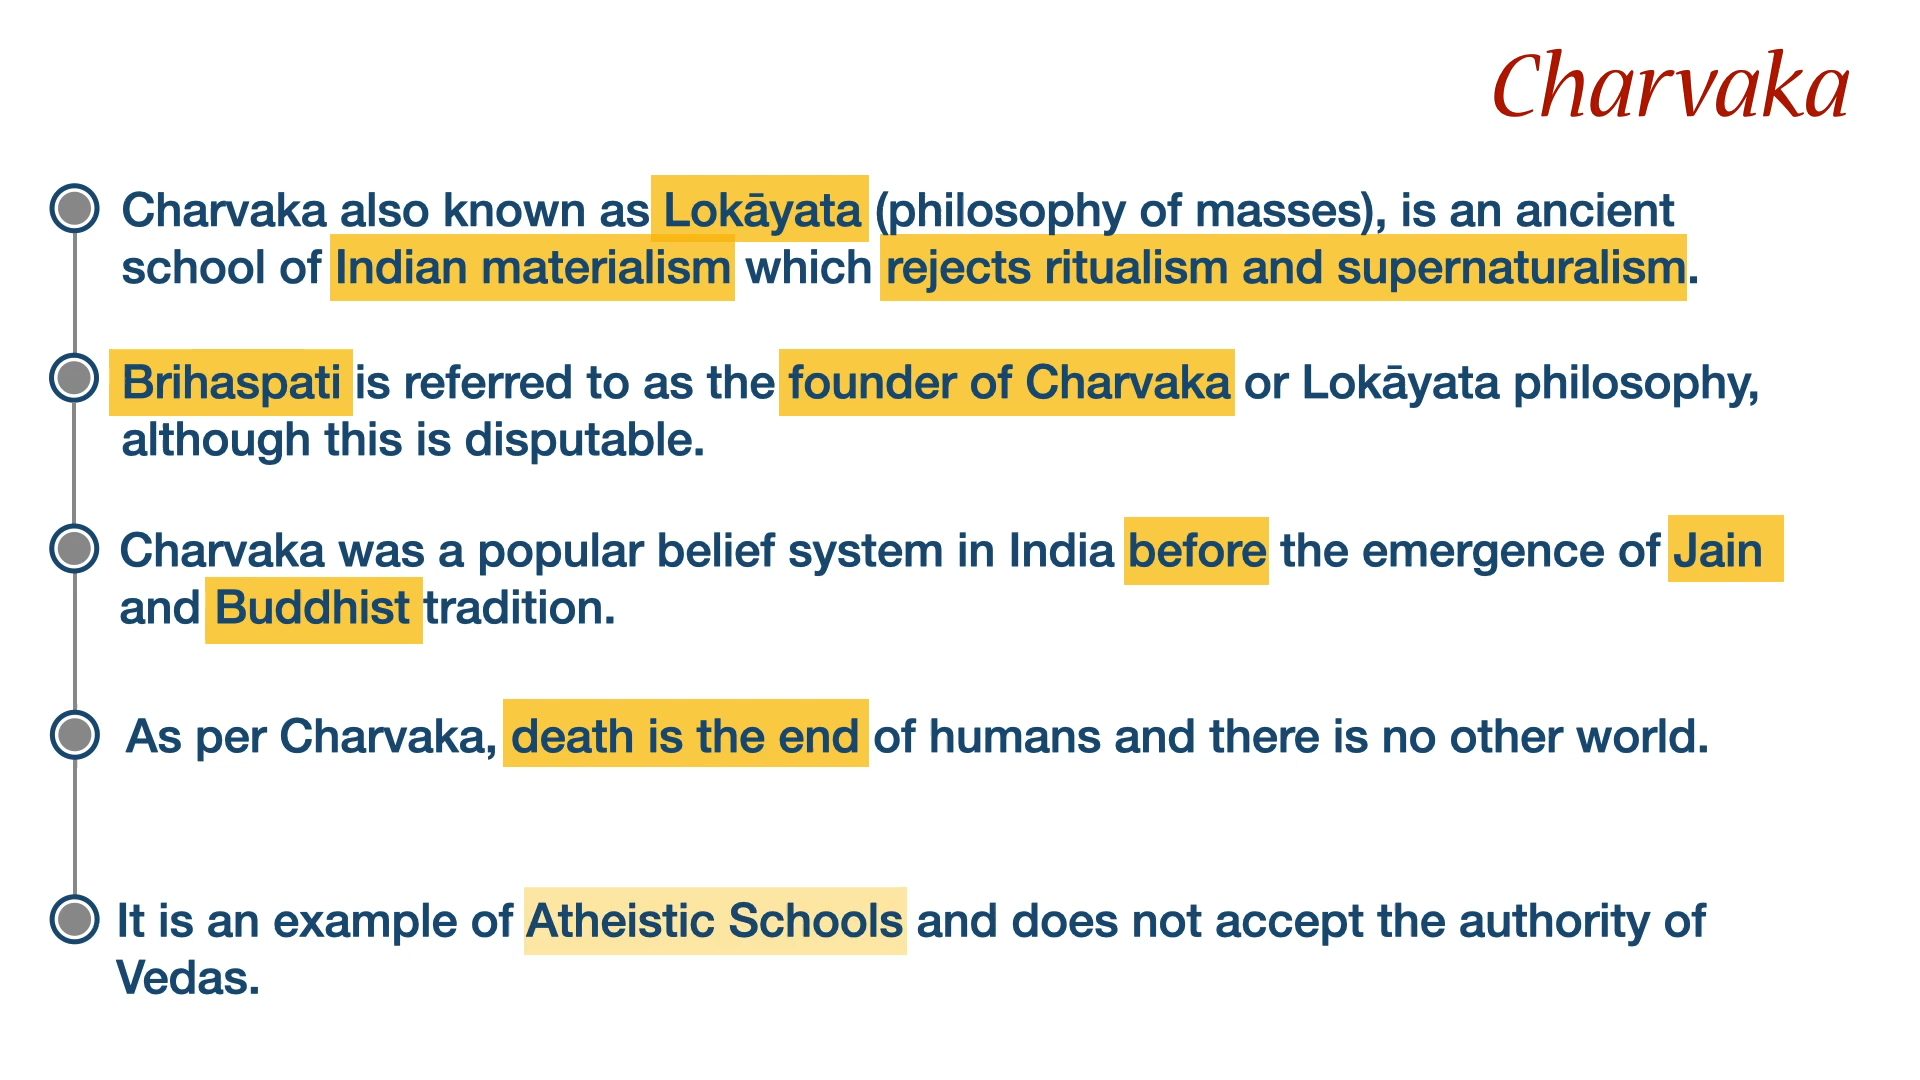 Charvaka
Charvaka also known as Lokāyata (philosophy of masses), is an ancient
school of Indian materialism which rejects ritualism and supernaturalism.
Brihaspati is referred to as the founder of Charvaka or Lokāyata philosophy,
although this is disputable.
Charvaka was a popular belief system in India before the emergence of Jain
and Buddhist tradition.
As per Charvaka, death is the end of humans and there is no other world.
It is an example of Atheistic Schools and does not accept the authority of
Vedas.